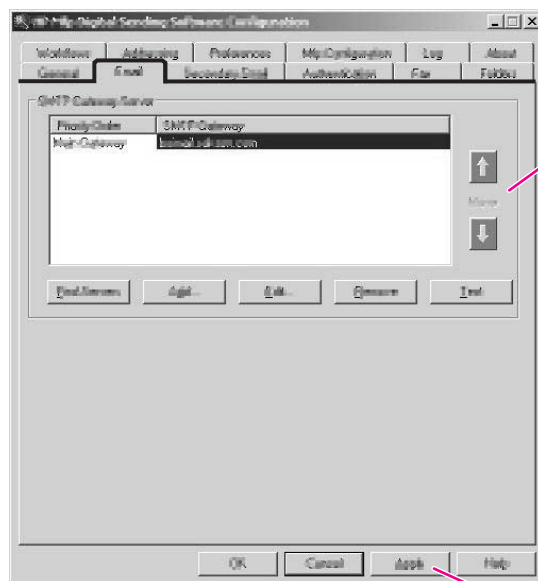 HP Mfp Digital Sending Software Configuration
Workflows Addressing Preferences Mfp Configuration Log About
General Email Secondary Email Authentication Fax Folders
SMTP Gateway Server
Priority Order SMTP Gateway
Main Gateway
Move
Find Servers Add... Edit... Remove Test
OK Cancel Apply Help